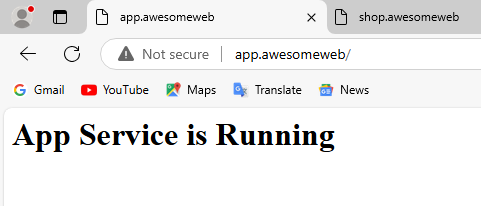 app.awesomeweb
shop.awesomeweb
Not secure
app.awesomeweb/
Gmail
YouTube
Maps
Translate
News
App Service is Running